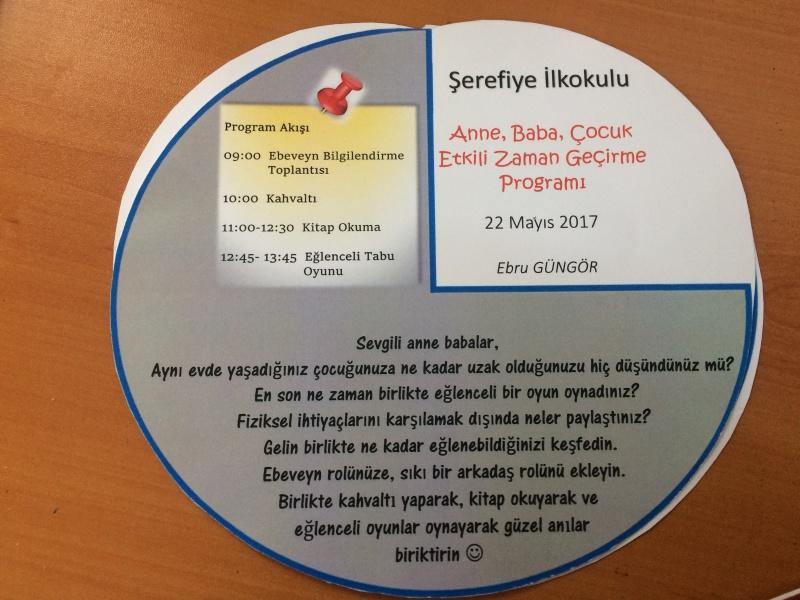 Şerefiye İlkokulu
Anne, Baba, Çocuk
Etkili Zaman Geçirme
Programı
22 Mayıs 2017
Ebru GÜNGÖR
Program Akışı
09:00 Ebeveyn Bilgilendirme
Toplantısı
10:00 Kahvaltı
11:00-12:30 Kitap Okuma
12:45- 13:45 Eğlenceli Tabu
Oyunu
Sevgili anne babalar,
Aynı evde yaşadığınız çocuğunuza ne kadar uzak olduğunuzu hiç düşündünüz mü?
En son ne zaman birlikte eğlenceli bir oyun oynadınız?
Fiziksel ihtiyaçlarını karşılamak dışında neler paylaştınız?
Gelin birlikte ne kadar eğlenebildiğinizi keşfedin.
Ebeveyn rolünüze, sıkı bir arkadaş rolünü ekleyin.
Birlikte kahvaltı yaparak, kitap okuyarak ve
eğlenceli oyunlar oynayarak güzel anılar
biriktirin ☺